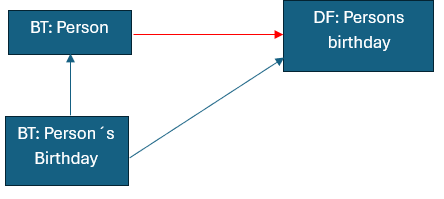 BT: Person
DF: Persons
birthday
BT: Person´s
Birthday